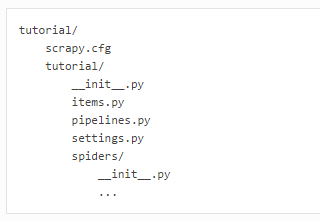 tutorial/
scrapy.cfg
tutorial/
__init__.py
items.py
pipelines.py
settings.py
spiders/
__init__.py
...